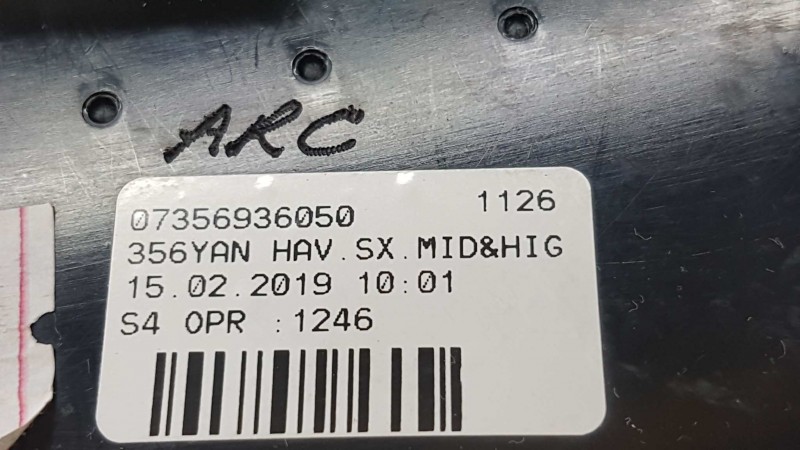 ARC
07356936050 1126
356YAN HAV.SX.MID&HIG
15.02.2019 10:01
S4 OPR :1246